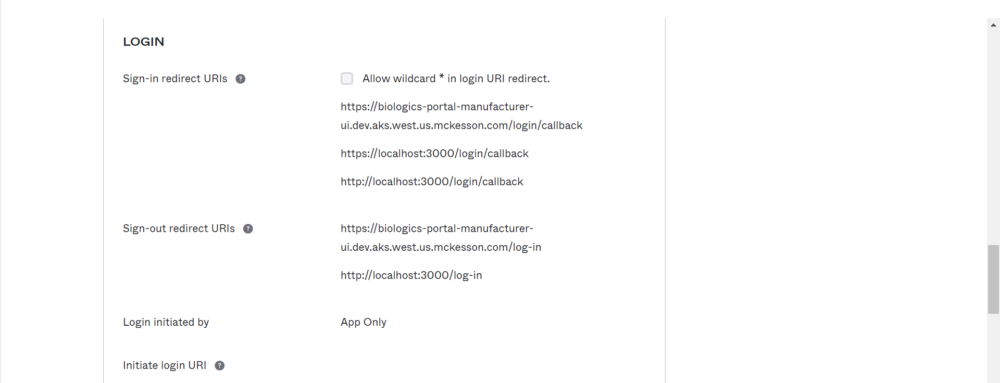 LOGIN
Sign-in redirect URIs ?
Allow wildcard * in login URI redirect.
https://biologics-portal-manufacturer-
ui.dev.aks.west.us.mckesson.com/login/callback
https://localhost:3000/login/callback
http://localhost:3000/login/callback
Sign-out redirect URIs ?
https://biologics-portal-manufacturer-
ui.dev.aks.west.us.mckesson.com/log-in
http://localhost:3000/log-in
Login initiated by
App Only
Initiate login URI ?